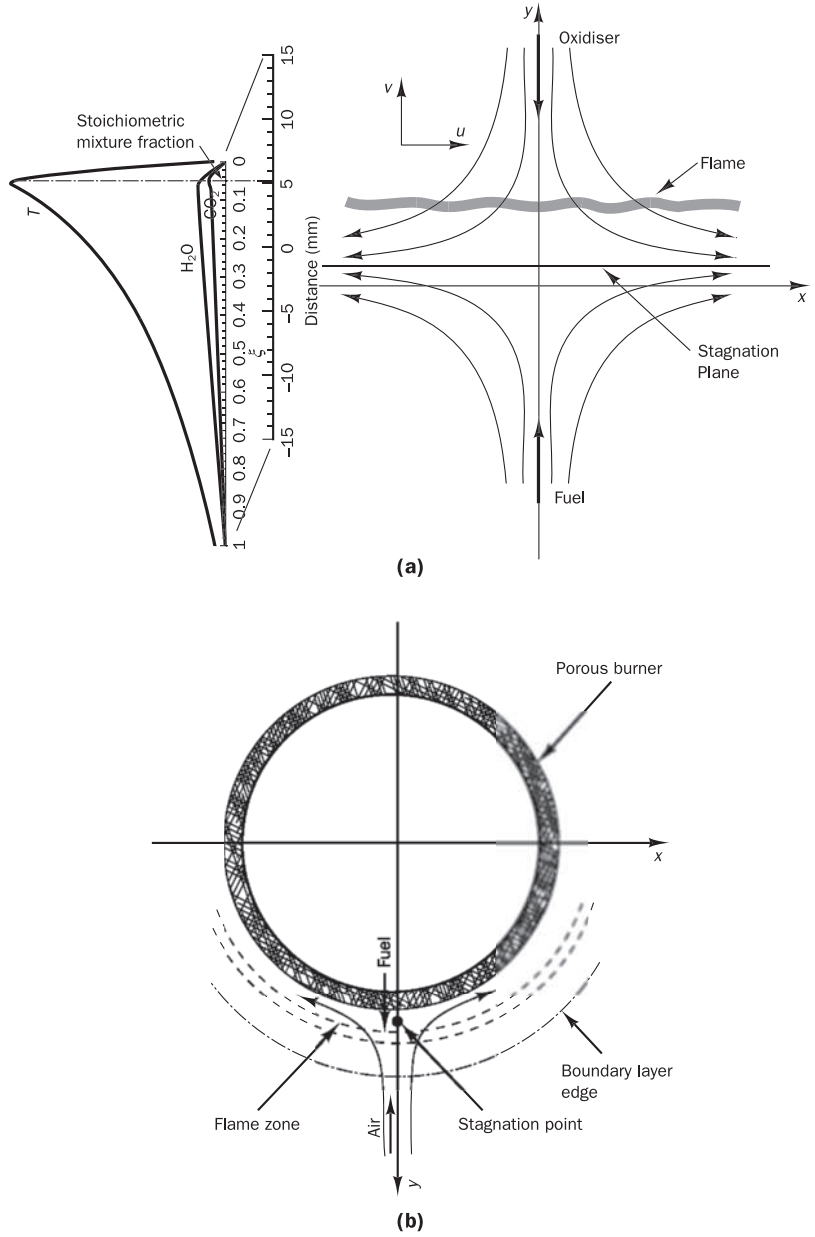 y
Oxidiser
v
u
Flame
x
Stagnation
Plane
Fuel
Stoichiometric
mixture fraction
T
H₂O
CO₂
0
0.1
0.2
0.3
0.4
0.5
0.6
0.7
0.8
0.9
1
ξ
15
10
5
0
−5
−10
−15
Distance (mm)
(a)
Porous burner
x
Fuel
Boundary layer
edge
Flame zone
Air
Stagnation point
y
(b)